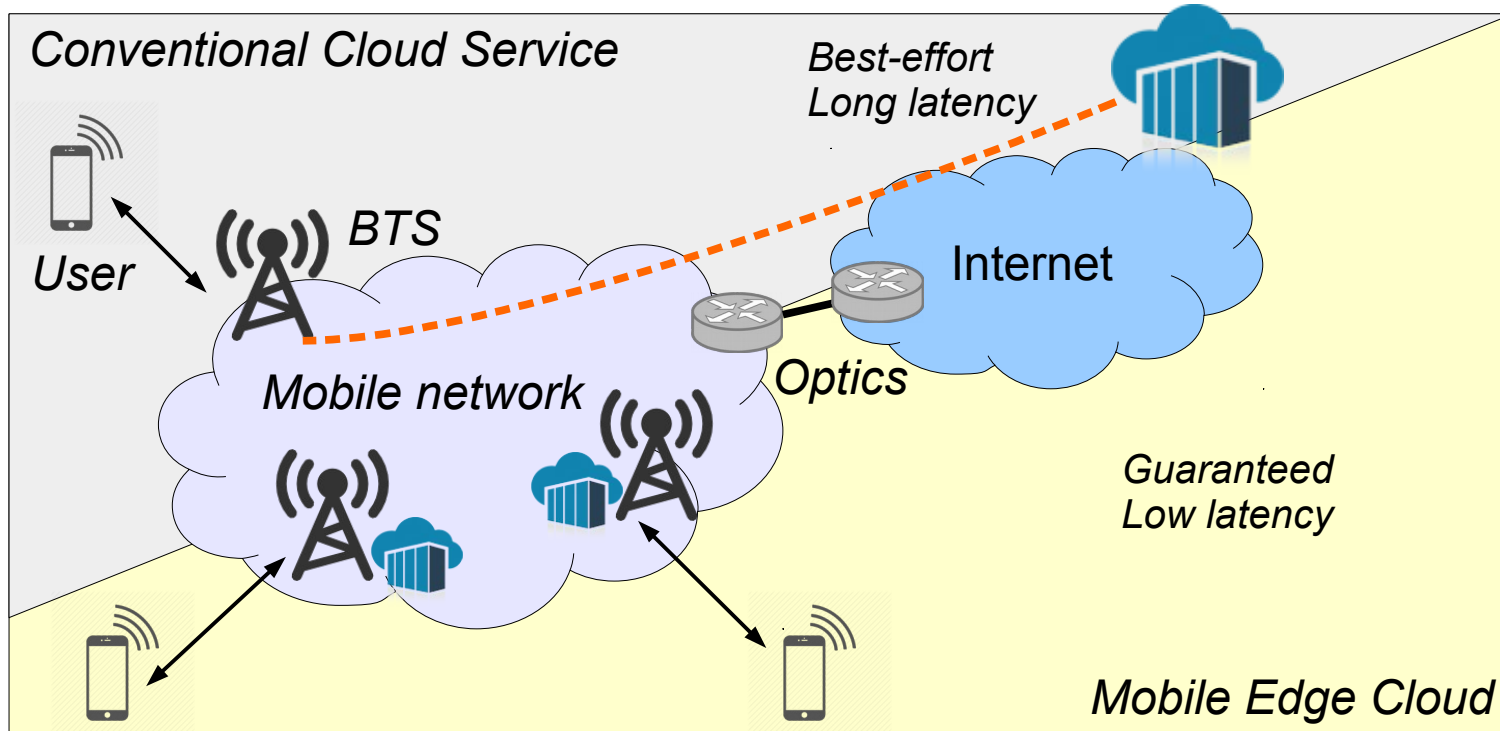 Conventional Cloud Service
Best-effort
Long latency
BTS
User
Internet
Optics
Mobile network
Guaranteed
Low latency
Mobile Edge Cloud